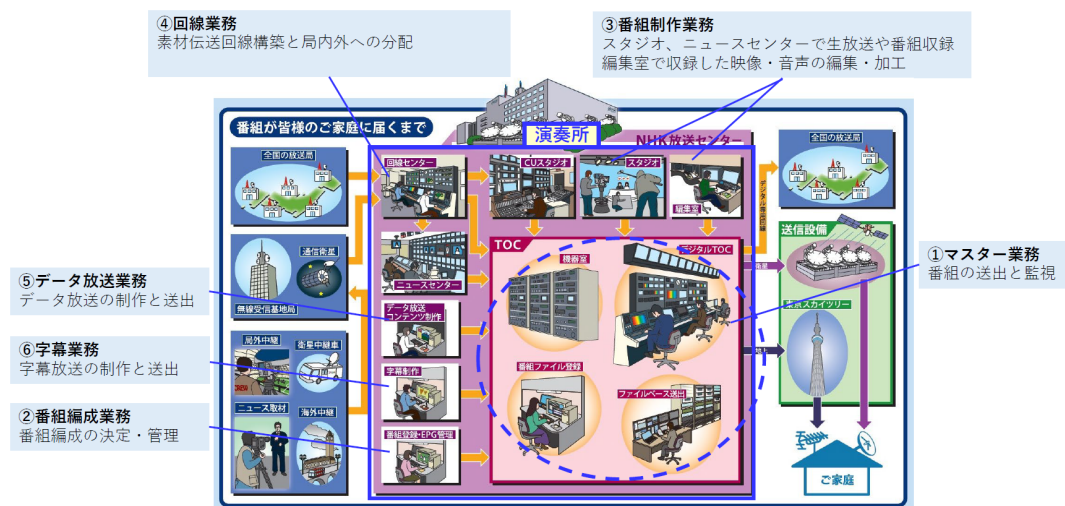 ④回線業務
素材伝送回線構築と局内外への分配
③番組制作業務
スタジオ、ニュースセンターで生放送や番組収録
編集室で収録した映像・音声の編集・加工
番組が皆様のご家庭に届くまで
演奏所
NHK放送センター
全国の放送局
回線センター
CUスタジオ
スタジオ
編集室
デジタル専用回線
全国の放送局
通信衛星
無線受信基地局
ニュースセンター
TOC
機器室
デジタルTOC
衛星
送信設備
東京スカイツリー
地上
①マスター業務
番組の送出と監視
⑤データ放送業務
データ放送の制作と送出
データ放送
コンテンツ制作
⑥字幕業務
字幕放送の制作と送出
局外中継
衛星中継車
字幕制作
番組ファイル登録
ファイルベース送出
②番組編成業務
番組編成の決定・管理
ニュース取材
海外中継
番組登録・EPG管理
ご家庭